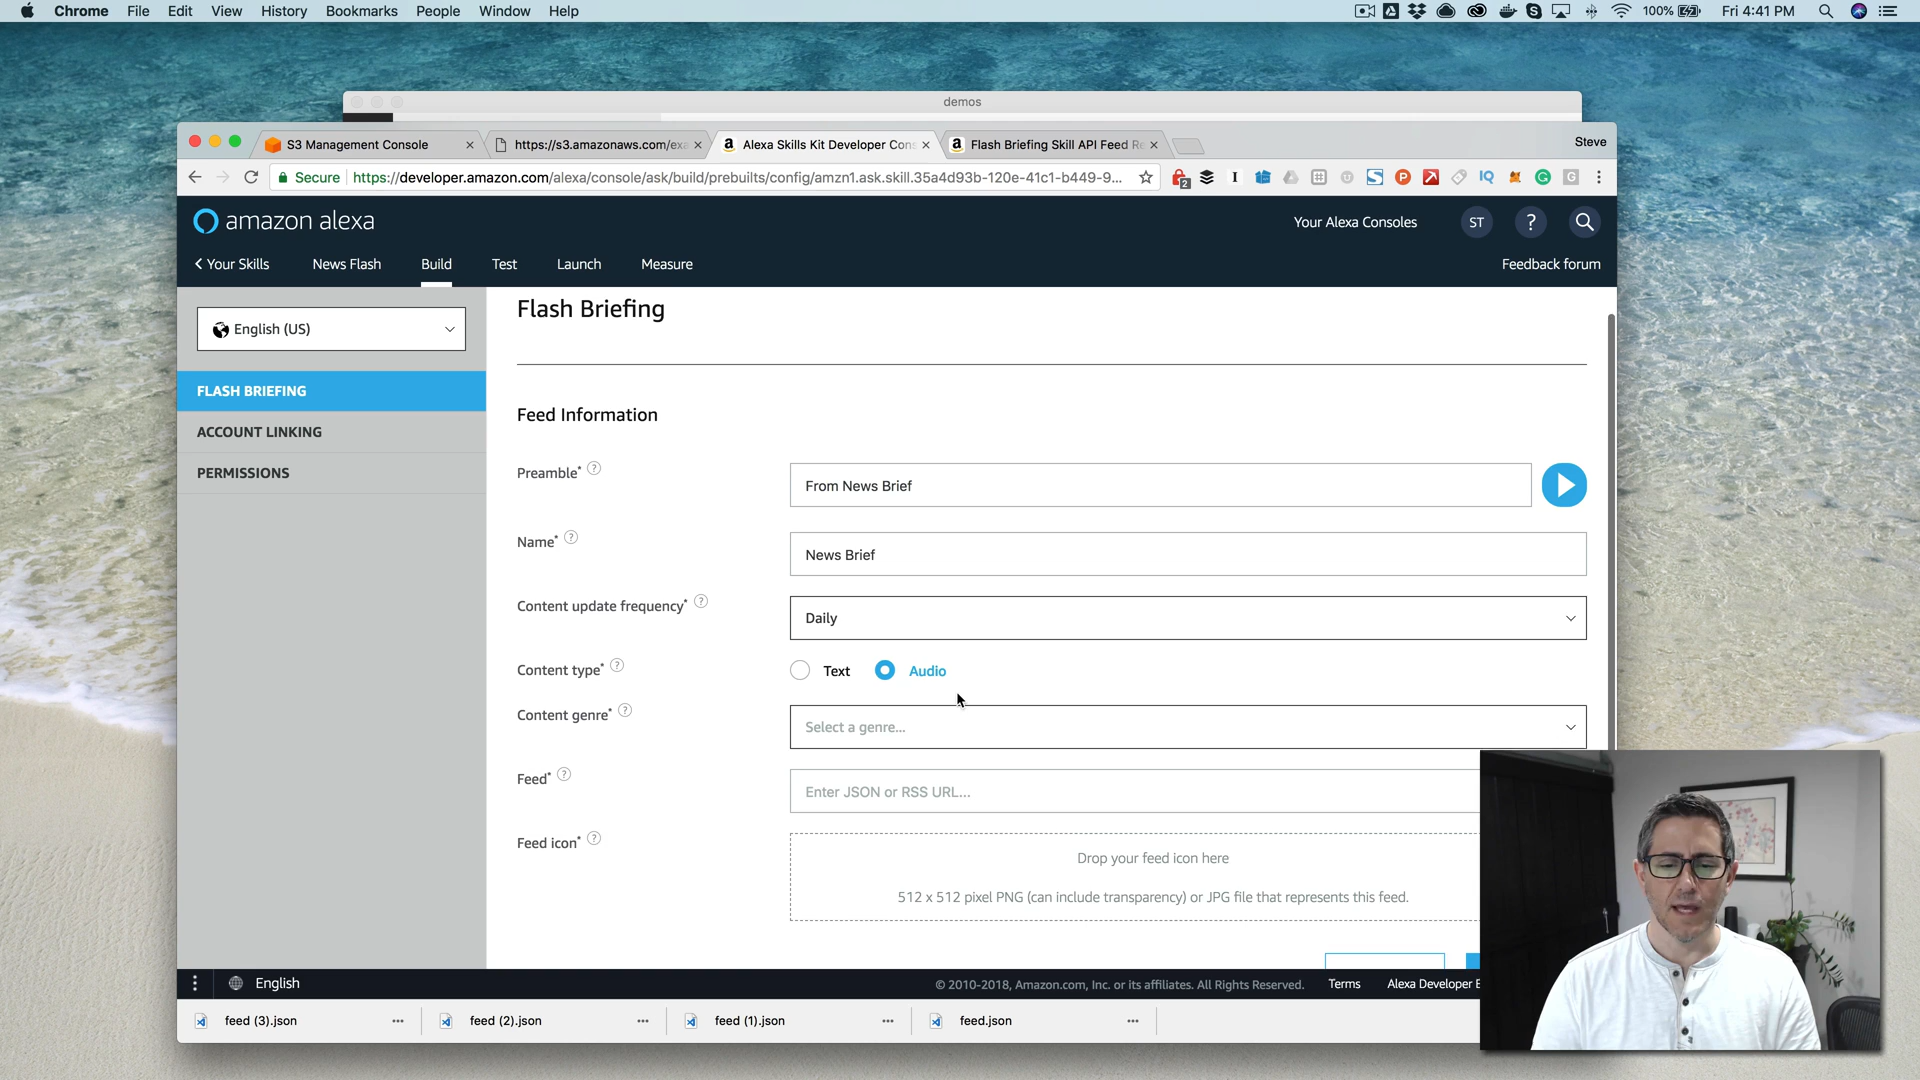 Chrome File Edit View History Bookmarks People Window Help 100% Fri 4:41 PM
demos
S3 Management Console https://s3.amazonaws.com/exa Alexa Skills Kit Developer Cons Flash Briefing Skill API Feed Re Steve
Secure https://developer.amazon.com/alexa/console/ask/build/prebuilts/config/amzn1.ask.skill.35a4d93b-120e-41c1-b449-9... 2 IQ
amazon alexa Your Alexa Consoles ST ?
Your Skills News Flash Build Test Launch Measure Feedback forum
English (US)
FLASH BRIEFING
ACCOUNT LINKING
PERMISSIONS
Flash Briefing
Feed Information
Preamble* ? From News Brief
Name* ? News Brief
Content update frequency* ? Daily
Content type* ? Text Audio
Content genre* ? Select a genre...
Feed* ? Enter JSON or RSS URL...
Feed icon* ? Drop your feed icon here
512 x 512 pixel PNG (can include transparency) or JPG file that represents this feed.
English © 2010-2018, Amazon.com, Inc. or its affiliates. All Rights Reserved. Terms Alexa Developer
feed (3).json feed (2).json feed (1).json feed.json